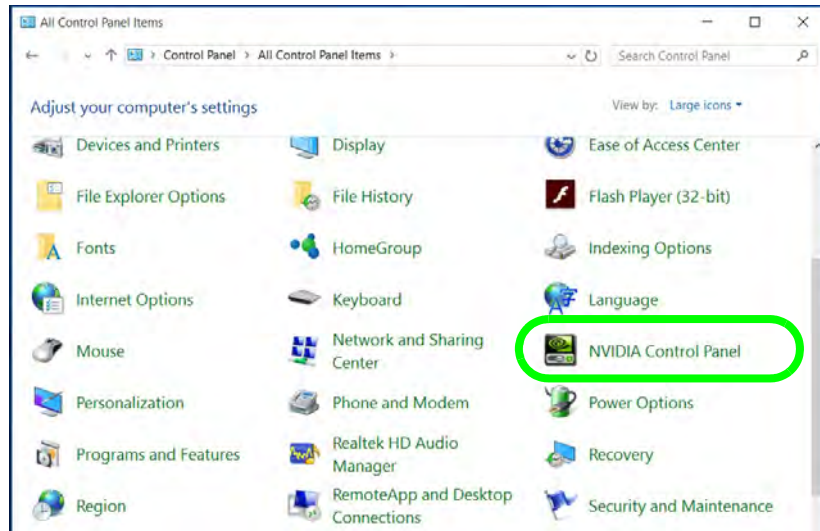 All Control Panel Items
Control Panel > All Control Panel Items >
Search Control Panel
Adjust your computer's settings
View by: Large icons
Devices and Printers
Display
Ease of Access Center
File Explorer Options
File History
Flash Player (32-bit)
Fonts
HomeGroup
Indexing Options
Internet Options
Keyboard
Language
Mouse
Network and Sharing
Center
NVIDIA Control Panel
Personalization
Phone and Modem
Power Options
Programs and Features
Realtek HD Audio
Manager
Recovery
Region
RemoteApp and Desktop
Connections
Security and Maintenance